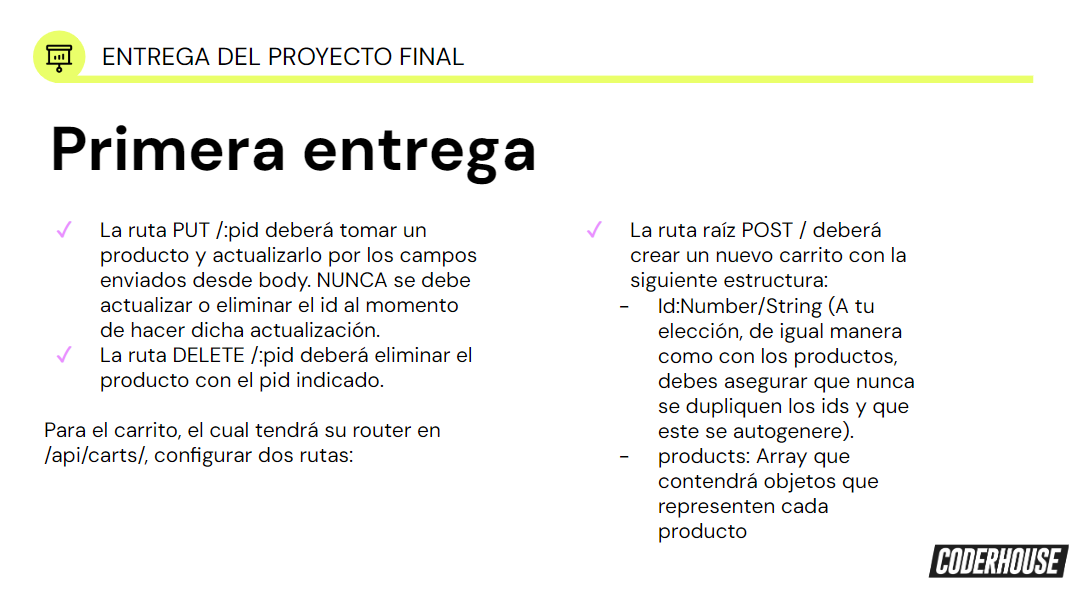 ENTREGA DEL PROYECTO FINAL
Primera entrega
✓ La ruta PUT /:pid deberá tomar un
producto y actualizarlo por los campos
enviados desde body. NUNCA se debe
actualizar o eliminar el id al momento
de hacer dicha actualización.
✓ La ruta DELETE /:pid deberá eliminar el
producto con el pid indicado.
Para el carrito, el cual tendrá su router en
/api/carts/, configurar dos rutas:
✓ La ruta raíz POST / deberá
crear un nuevo carrito con la
siguiente estructura:
- Id:Number/String (A tu
elección, de igual manera
como con los productos,
debes asegurar que nunca
se dupliquen los ids y que
este se autogenere).
- products: Array que
contendrá objetos que
representen cada
producto
CODERHOUSE